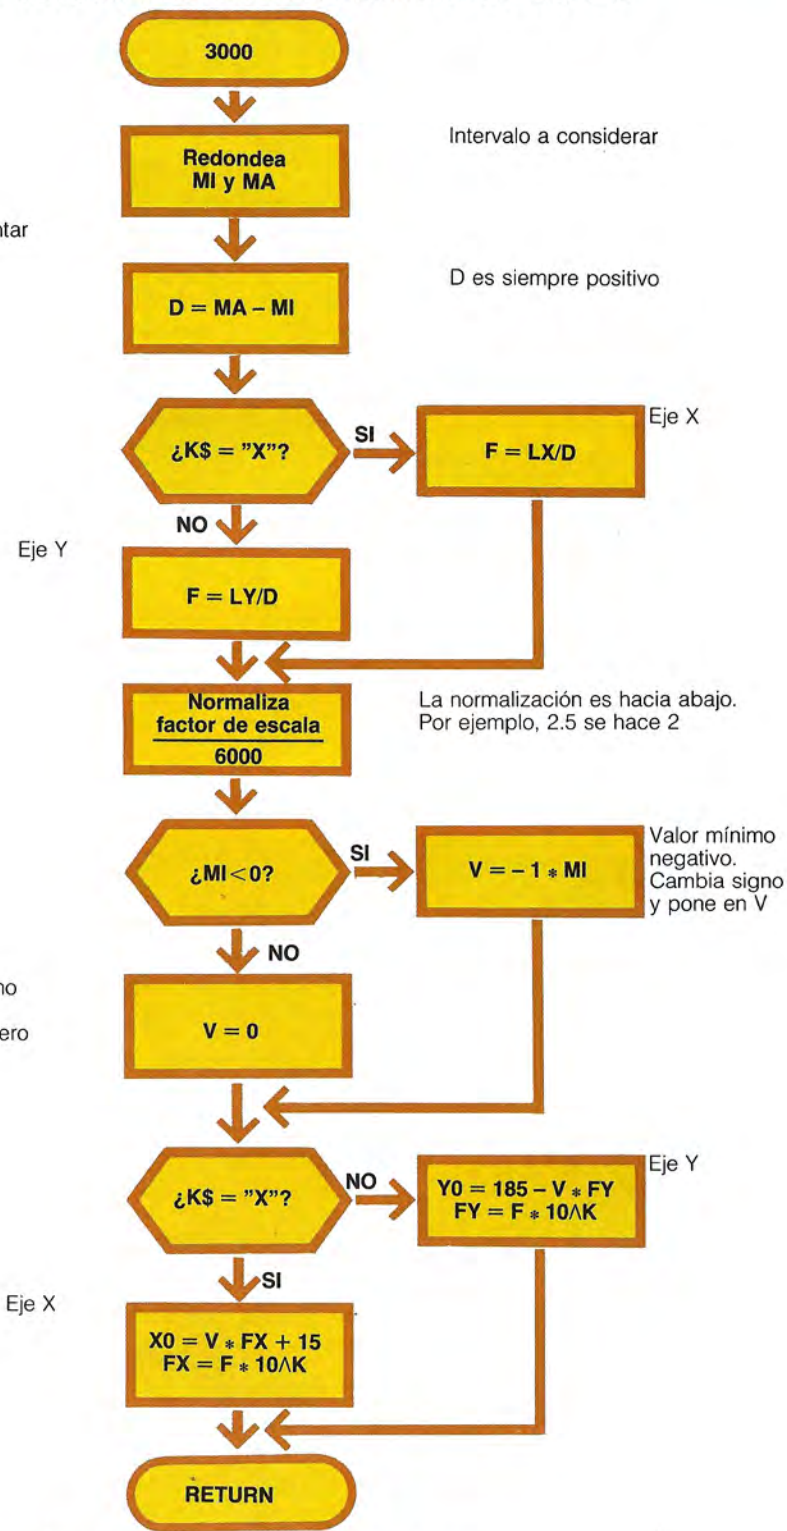 3000
Redondea
MI y MA
Intervalo a considerar
D = MA – MI
D es siempre positivo
¿K$ = ”X”?
SI
F = LX/D
Eje X
NO
Eje Y
F = LY/D
Normaliza
factor de escala
6000
La normalización es hacia abajo.
Por ejemplo, 2.5 se hace 2
¿MI<0?
SI
V = – 1 * MI
Valor mínimo
negativo.
Cambia signo
y pone en V
NO
V = 0
¿K$ = ”X”?
NO
Y0 = 185 – V * FY
FY = F * 10∧K
Eje Y
SI
Eje X
X0 = V * FX + 15
FX = F * 10∧K
RETURN